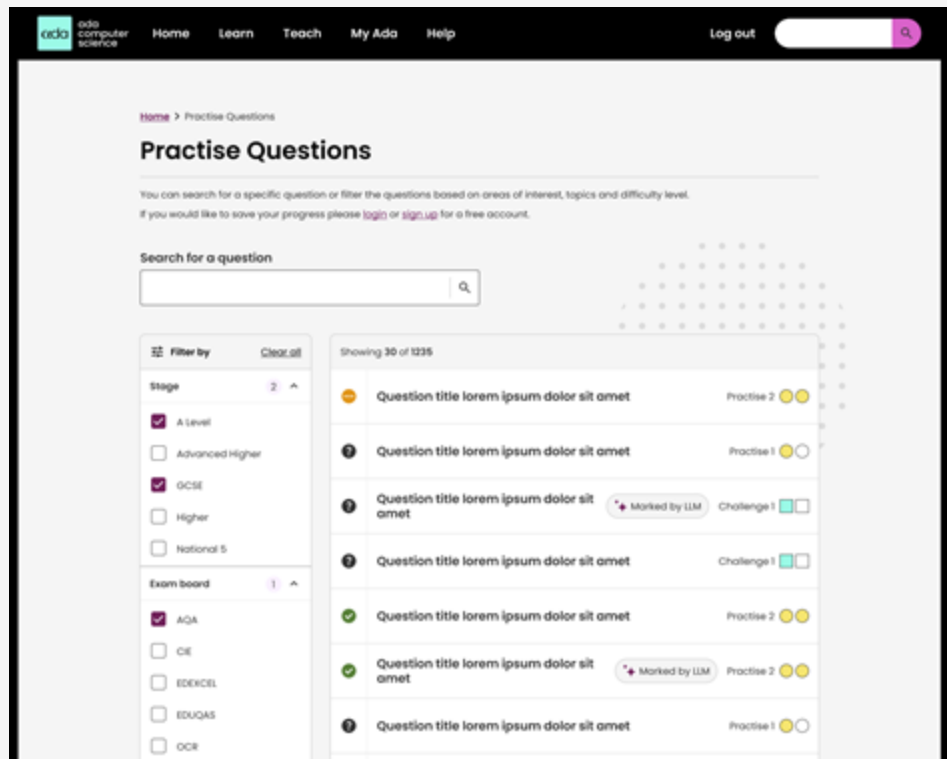 ada
ada
computer
science
Home Learn Teach My Ada Help Log out
Home > Practise Questions
Practise Questions
You can search for a specific question or filter the questions based on areas of interest, topics and difficulty level.
If you would like to save your progress please login or sign up for a free account.
Search for a question
Filter by Clear all
Stage 2
A Level
Advanced Higher
GCSE
Higher
National 5
Exam board 1
AQA
CIE
EDEXCEL
EDUQAS
OCR
Showing 30 of 1235
Question title lorem ipsum dolor sit amet Practise 2
Question title lorem ipsum dolor sit amet Practise 1
Question title lorem ipsum dolor sit
amet Marked by LLM Challenge 1
Question title lorem ipsum dolor sit amet Challenge 1
Question title lorem ipsum dolor sit amet Practise 2
Question title lorem ipsum dolor sit
amet Marked by LLM Practise 2
Question title lorem ipsum dolor sit amet Practise 1